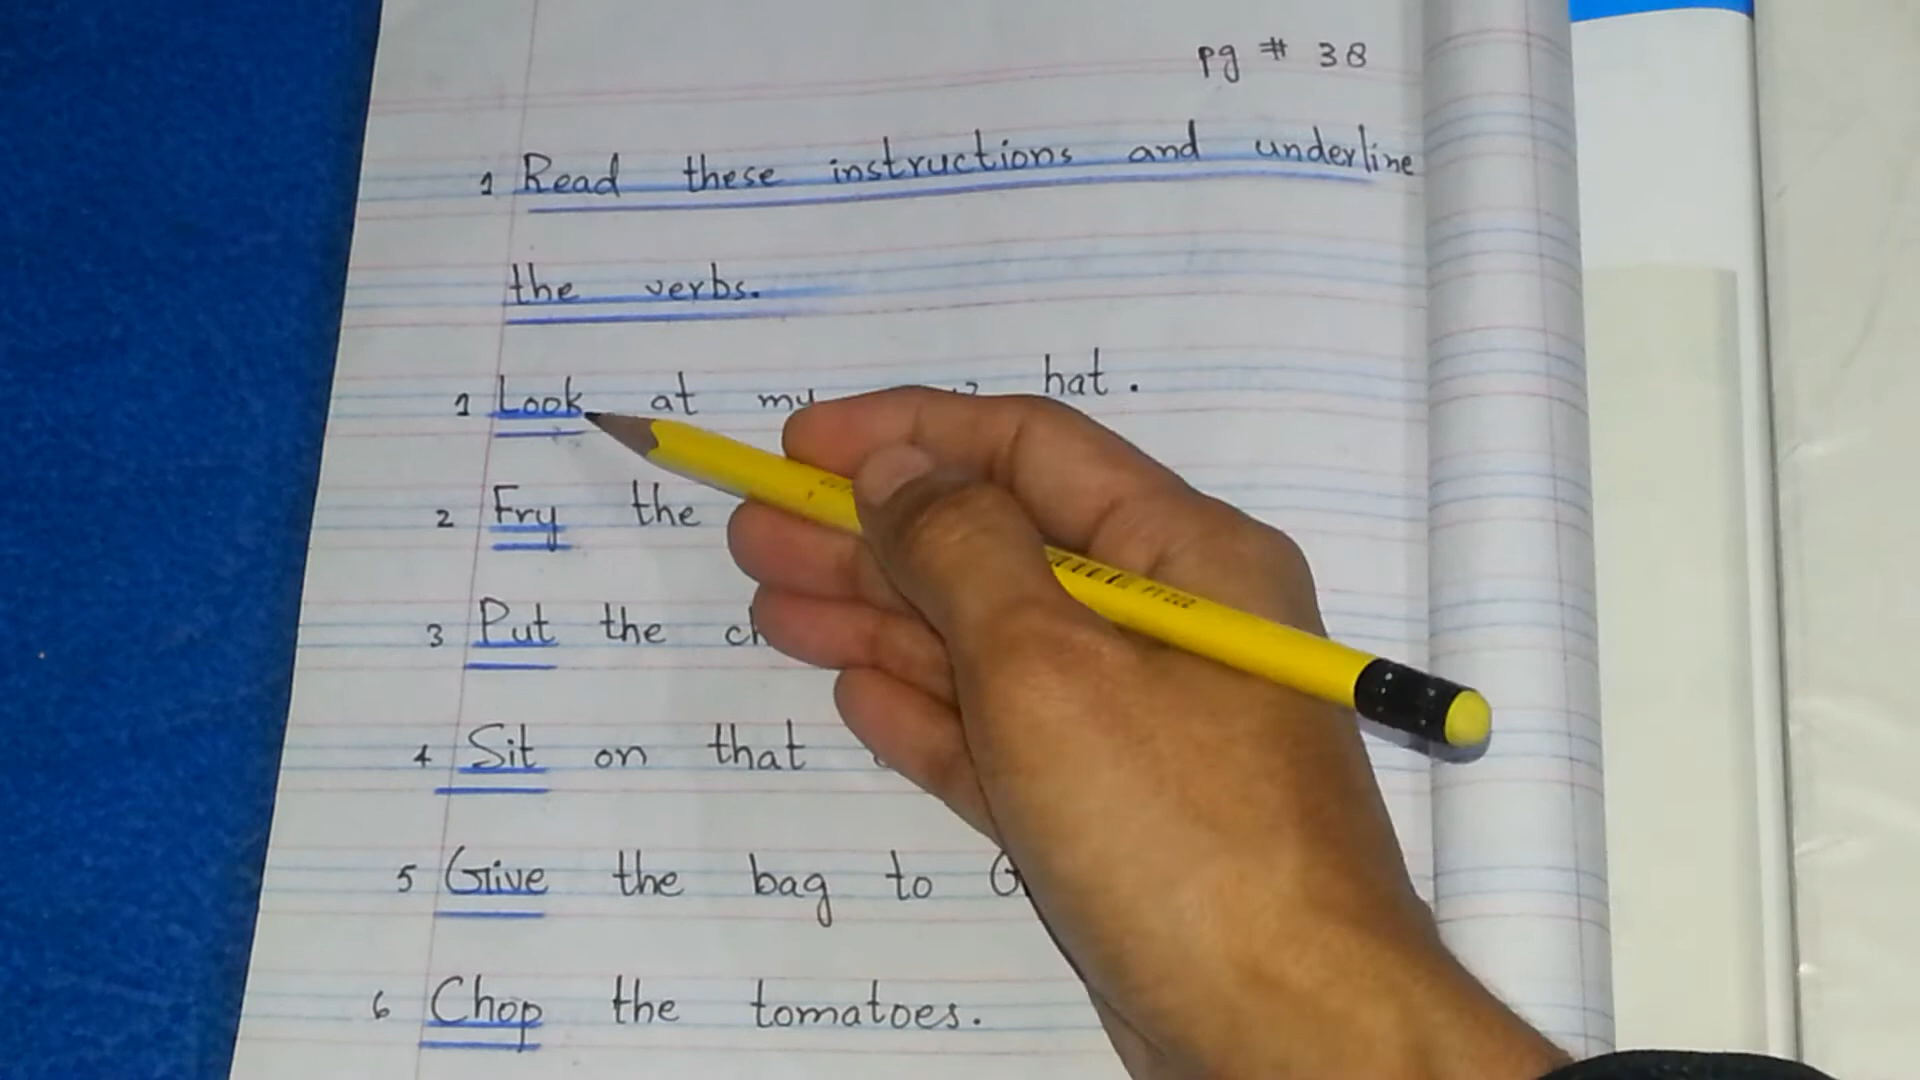 pg # 38
1 Read these instructions and underline
the verbs.
1 Look at my hat.
2 Fry the
3 Put the
4 Sit on that
5 Give the bag to
6 Chop the tomatoes.